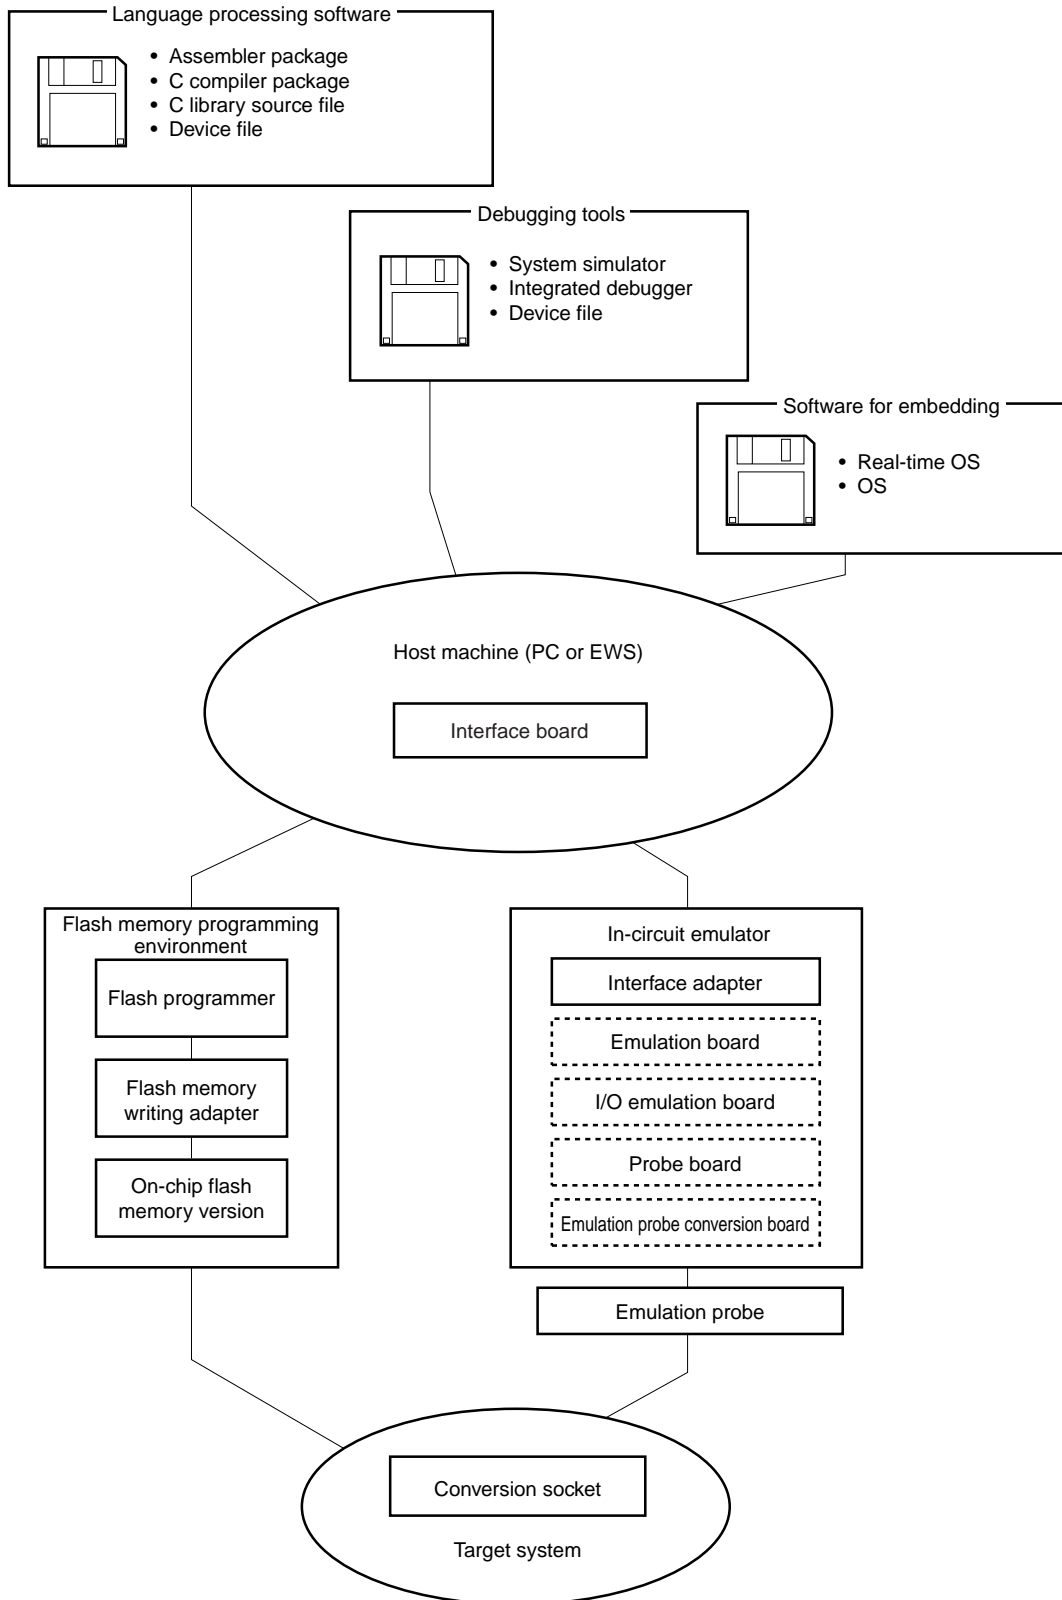 Language processing software
• Assembler package
• C compiler package
• C library source file
• Device file
Debugging tools
• System simulator
• Integrated debugger
• Device file
Software for embedding
• Real-time OS
• OS
Host machine (PC or EWS)
Interface board
Flash memory programming
environment
Flash programmer
Flash memory
writing adapter
On-chip flash
memory version
In-circuit emulator
Interface adapter
Emulation board
I/O emulation board
Probe board
Emulation probe conversion board
Emulation probe
Conversion socket
Target system